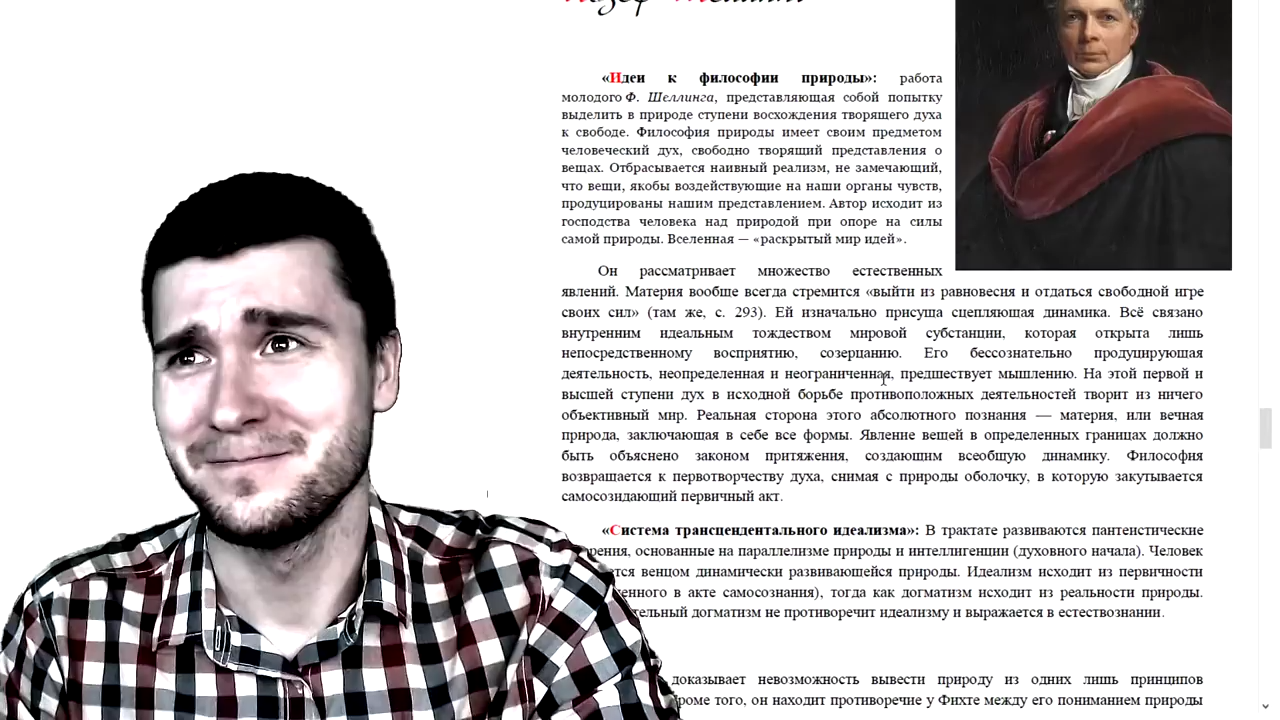 «Идеи к философии природы»: работа
молодого Ф. Шеллинга, представляющая собой попытку
выделить в природе ступени восхождения творящего духа
к свободе. Философия природы имеет своим предметом
человеческий дух, свободно творящий представления о
вещах. Отбрасывается наивный реализм, не замечающий,
что вещи, якобы воздействующие на наши органы чувств,
продуцированы нашим представлением. Автор исходит из
господства человека над природой при опоре на силы
самой природы. Вселенная — «раскрытый мир идей».
Он рассматривает множество естественных
явлений. Материя вообще всегда стремится «выйти из равновесия и отдаться свободной игре
своих сил» (там же, с. 293). Ей изначально присуща сцепляющая динамика. Всё связано
внутренним идеальным тождеством мировой субстанции, которая открыта лишь
непосредственному восприятию, созерцанию. Его бессознательно продуцирующая
деятельность, неопределенная и неограниченная, предшествует мышлению. На этой первой и
высшей ступени дух в исходной борьбе противоположных деятельностей творит из ничего
объективный мир. Реальная сторона этого абсолютного познания — материя, или вечная
природа, заключающая в себе все формы. Явление вещей в определенных границах должно
быть объяснено законом притяжения, создающим всеобщую динамику. Философия
возвращается к первотворчеству духа, снимая с природы оболочку, в которую закутывается
самосозидающий первичный акт.
«Система трансцендентального идеализма»: В трактате развиваются пантеистические
основанные на параллелизме природы и интеллигенции (духовного начала). Человек
венцом динамически развивающейся природы. Идеализм исходит из первичности
в акте самосознания), тогда как догматизм исходит из реальности природы.
догматизм не противоречит идеализму и выражается в естествознании.
доказывает невозможность вывести природу из одних лишь принципов
того, он находит противоречие у Фихте между его пониманием природы